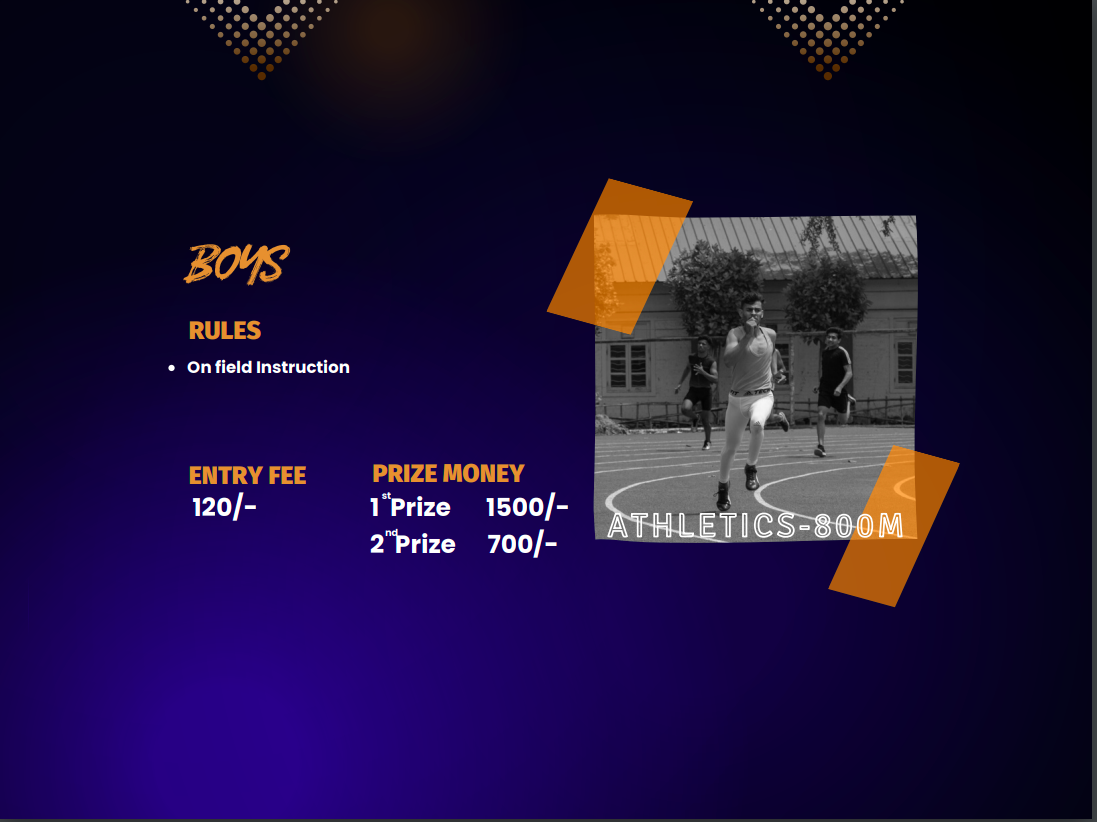 BOYS
RULES
• On field Instruction
ENTRY FEE
120/-
PRIZE MONEY
1st Prize 1500/-
2nd Prize 700/-
ATHLETICS-800M